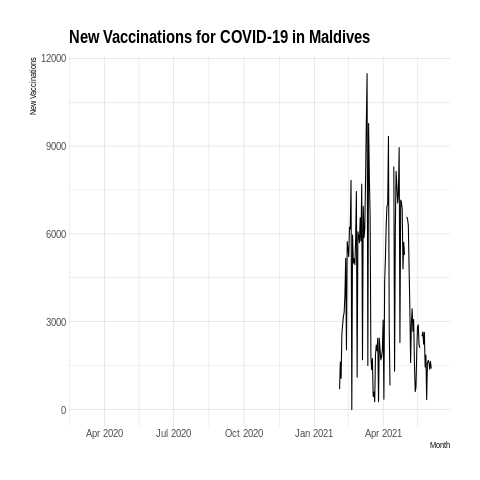 New Vaccinations for COVID-19 in Maldives
New Vaccinations
12000
9000
6000
3000
0
Apr 2020 Jul 2020 Oct 2020 Jan 2021 Apr 2021
Month